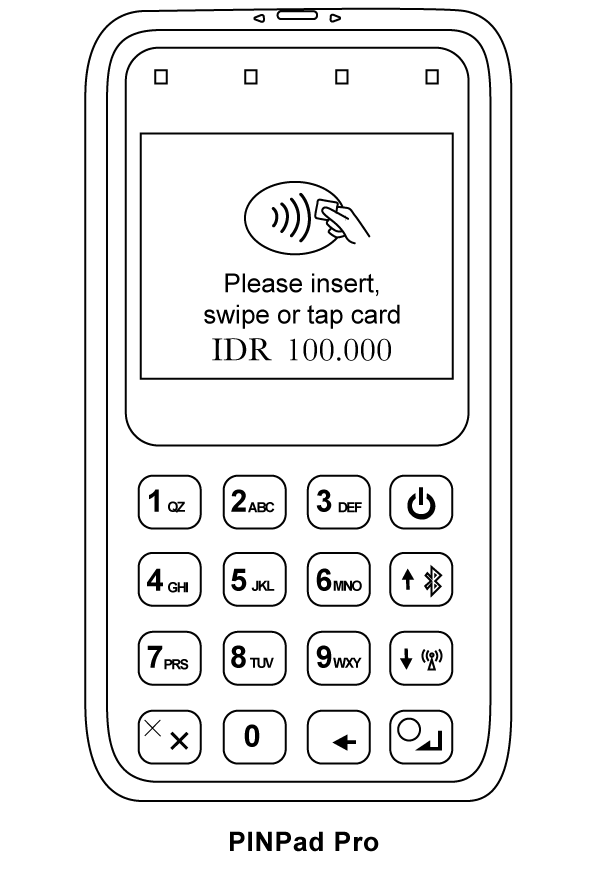 Please insert,
swipe or tap card
IDR 100.000
1 QZ
2 ABC
3 DEF
4 GHI
5 JKL
6 MNO
7 PRS
8 TUV
9 WXY
0
PINPad Pro